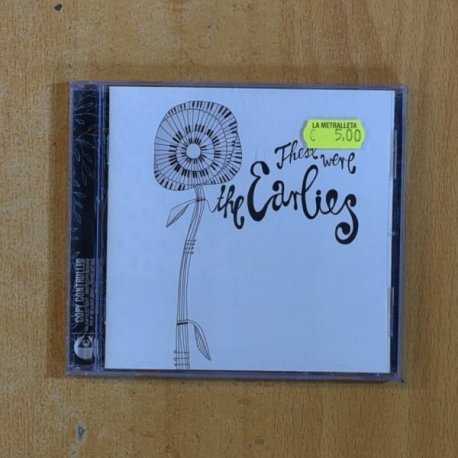 LA METRALLETA
€ 5,00
These were
the Earlies
COPY CONTROLLED